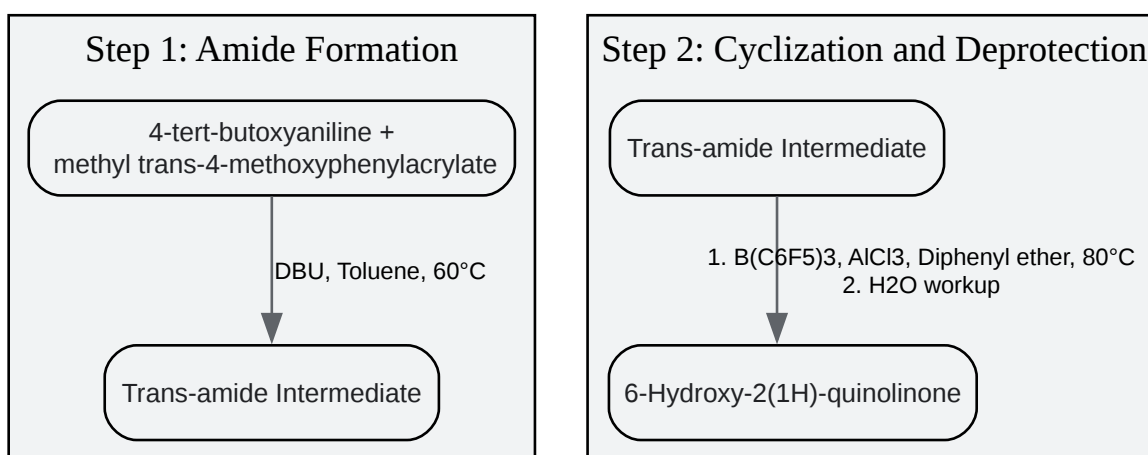 Step 1: Amide Formation
4-tert-butoxyaniline +
methyl trans-4-methoxyphenylacrylate
DBU, Toluene, 60°C
Trans-amide Intermediate
Step 2: Cyclization and Deprotection
Trans-amide Intermediate
1. B(C6F5)3, AlCl3, Diphenyl ether, 80°C
2. H2O workup
6-Hydroxy-2(1H)-quinolinone